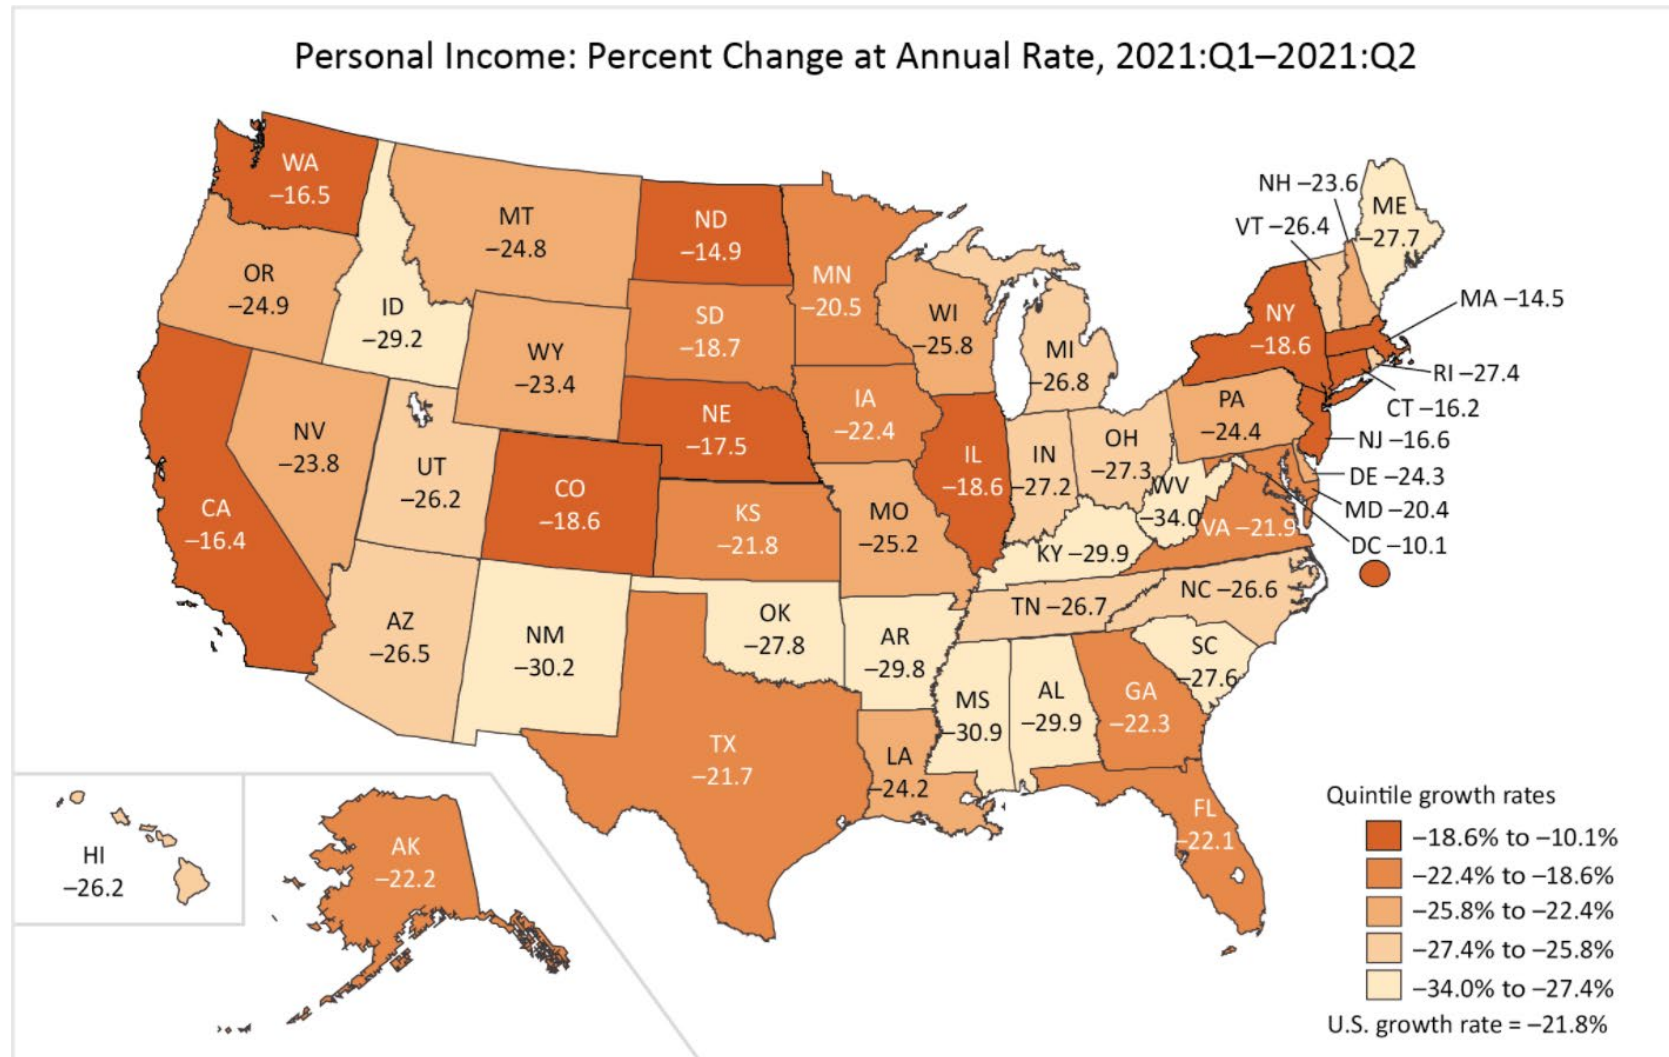 Personal Income: Percent Change at Annual Rate, 2021:Q1–2021:Q2
WA
–16.5
MT
–24.8
ND
–14.9
MN
–20.5
NH –23.6
VT –26.4
ME
–27.7
OR
–24.9
ID
–29.2
SD
–18.7
WI
–25.8
NY
–18.6
MA –14.5
WY
–23.4
MI
–26.8
RI –27.4
CT –16.2
NV
–23.8
UT
–26.2
CO
–18.6
NE
–17.5
IA
–22.4
IL
–18.6
IN
–27.2
OH
–27.3
PA
–24.4
NJ –16.6
DE –24.3
MD –20.4
DC –10.1
CA
–16.4
KS
–21.8
MO
–25.2
WV
–34.0
VA –21.9
KY –29.9
AZ
–26.5
NM
–30.2
OK
–27.8
AR
–29.8
TN –26.7
NC –26.6
SC
–27.6
TX
–21.7
LA
–24.2
MS
–30.9
AL
–29.9
GA
–22.3
FL
–22.1
HI
–26.2
AK
–22.2
Quintile growth rates
–18.6% to –10.1%
–22.4% to –18.6%
–25.8% to –22.4%
–27.4% to –25.8%
–34.0% to –27.4%
U.S. growth rate = –21.8%